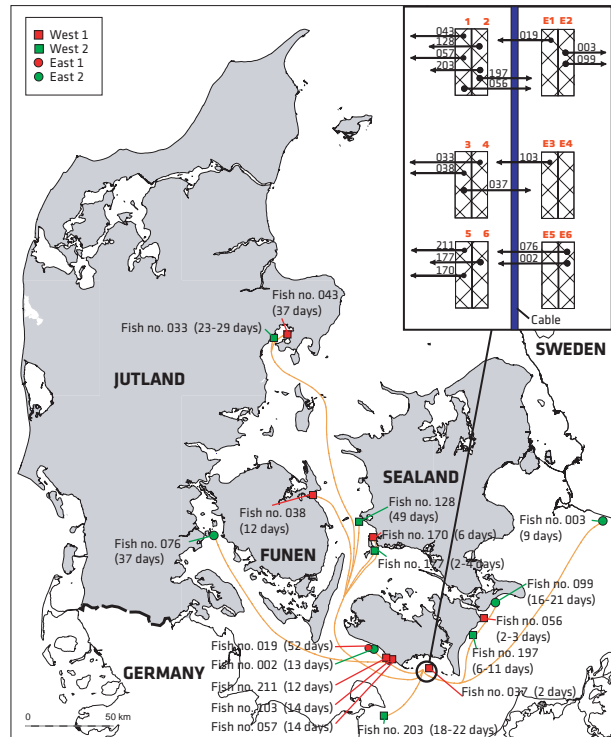 West 1
West 2
East 1
East 2
1 2
E1 E2
043
128
057
203
197
056
019
003
099
3 4
E3 E4
033
038
037
103
5 6
E5 E6
211
177
170
076
002
Cable
SWEDEN
Fish no. 043
(37 days)
Fish no. 033 (23-29 days)
JUTLAND
SEALAND
Fish no. 038
(12 days)
Fish no. 128
(49 days)
Fish no. 003
(9 days)
Fish no. 170 (6 days)
Fish no. 076
(37 days)
FUNEN
Fish no. 177 (2-4 days)
Fish no. 099
(16-21 days)
Fish no. 056
(2-3 days)
Fish no. 197
(6-11 days)
GERMANY
Fish no. 019 (52 days)
Fish no. 002 (13 days)
Fish no. 211 (12 days)
Fish no. 103 (14 days)
Fish no. 057 (14 days)
Fish no. 037 (2 days)
Fish no. 203 (18-22 days)
0 50 km